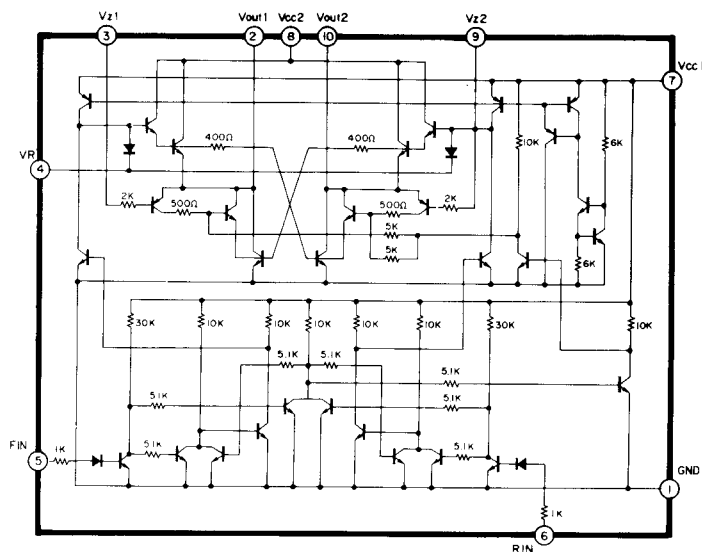 Vz1 Vout1 Vcc2 Vout2 Vz2
3 2 8 10 9
7 Vcc1
400Ω 400Ω
10K 6K
VR
4
2K 500Ω 500Ω 2K
5K
5K
6K
30K 10K 10K 10K 10K 10K 30K 10K
5.1K 5.1K
5.1K
5.1K 5.1K
FIN
5 1K 5.1K 5.1K
GND
1
1K
6
RIN